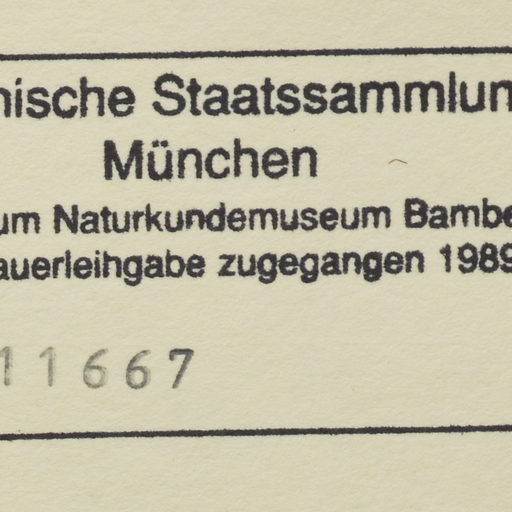 nische Staatssammlun
München
um Naturkundemuseum Bambe
auerleihgabe zugegangen 1989
11667